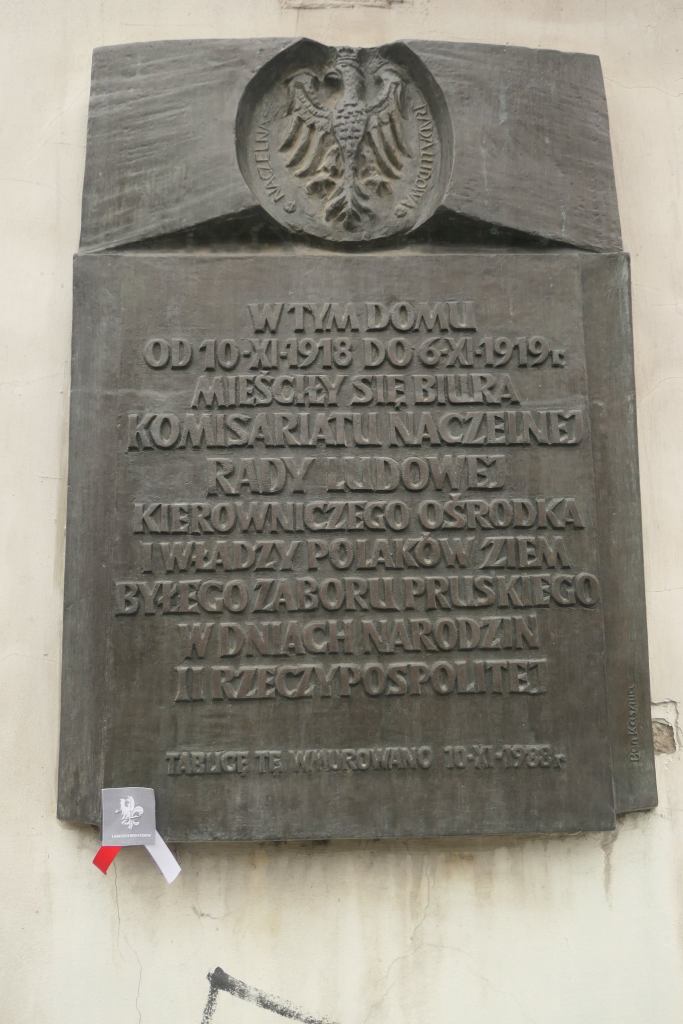 NACZELNA
RADA LUDOWA
W TYM DOMU
OD 10-XI-1918 DO 6-XI-1919 r.
MIEŚCIŁY SIĘ BIURA
KOMISARIATU NACZELNEJ
RADY LUDOWEJ
KIEROWNICZEGO OŚRODKA
I WŁADZY POLAKÓW ZIEM
BYŁEGO ZABORU PRUSKIEGO
W DNIACH NARODZIN
II RZECZYPOSPOLITEJ
TABLICĘ TĘ WMUROWANO 10-XI-1988 r.